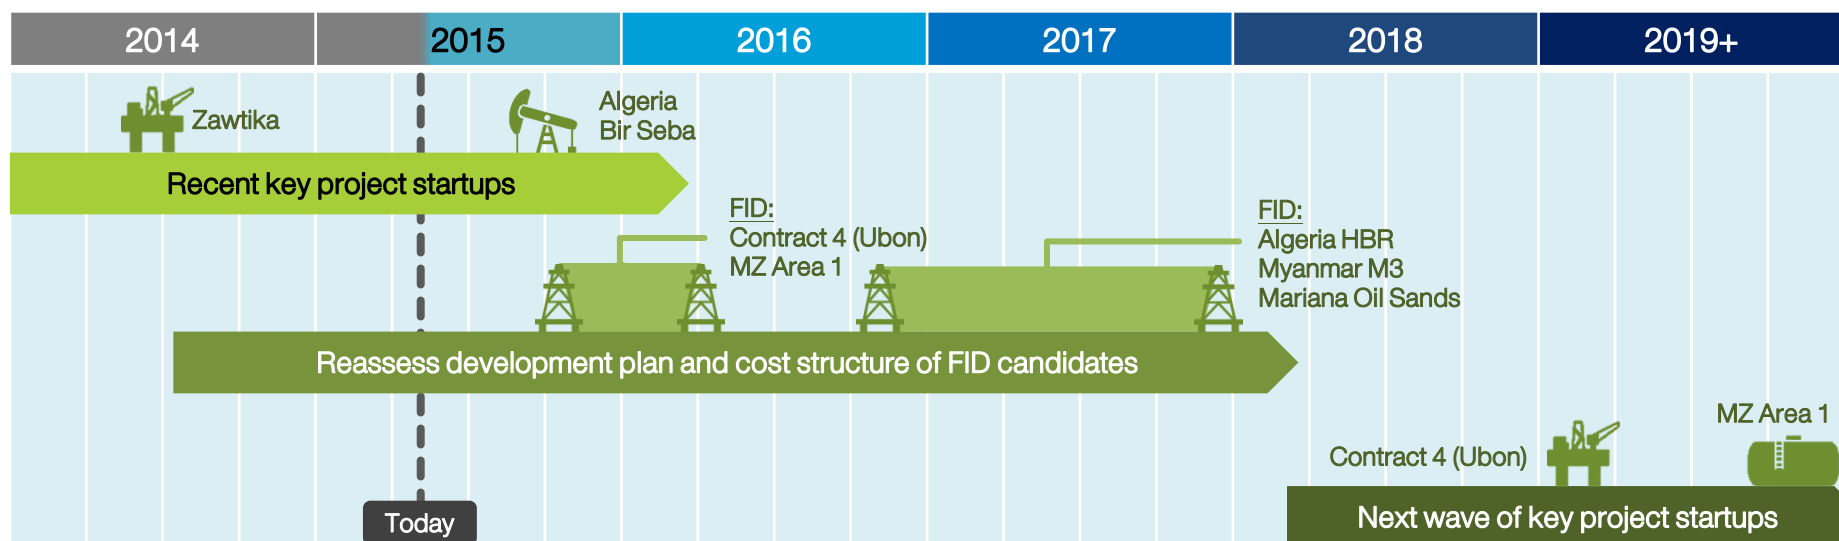 2014
2015
2016
2017
2018
2019+
Zawtika
Algeria
Bir Seba
Recent key project startups
FID:
Contract 4 (Ubon)
MZ Area 1
FID:
Algeria HBR
Myanmar M3
Mariana Oil Sands
Reassess development plan and cost structure of FID candidates
MZ Area 1
Contract 4 (Ubon)
Next wave of key project startups
Today